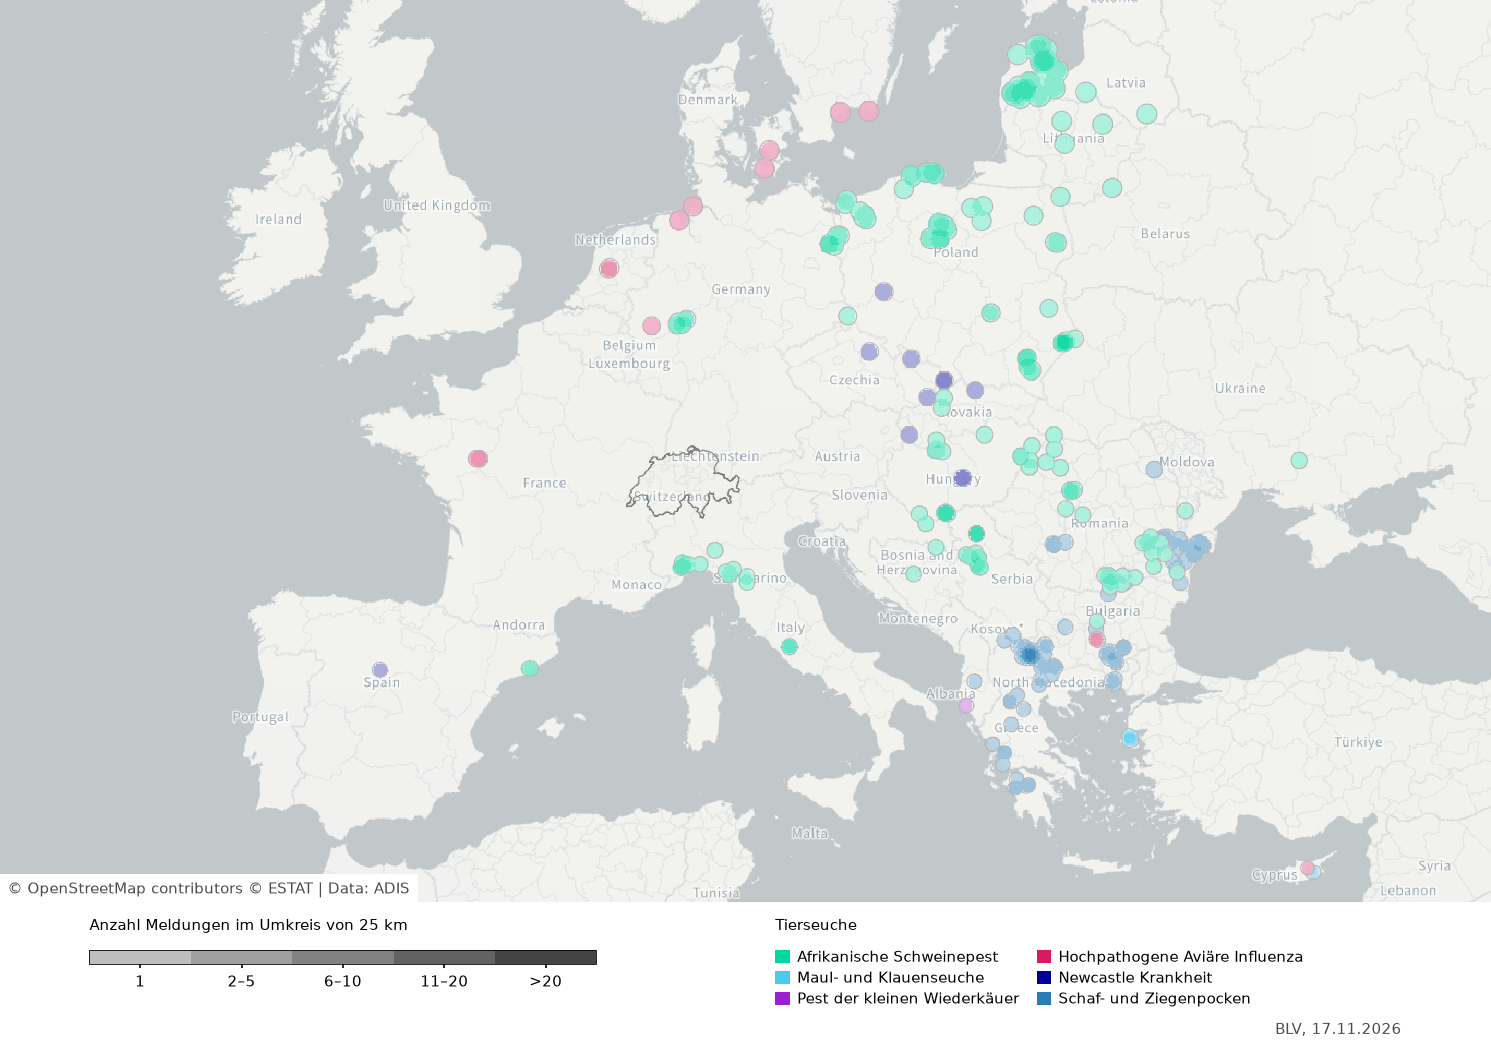 Estonia
Latvia
Denmark
Lithuania
United Kingdom
Ireland
Netherlands
Belarus
Poland
Germany
Belgium
Luxembourg
Czechia
Ukraine
Slovakia
Liechtenstein
Austria
Moldova
France
Switzerland
Hungary
Slovenia
Romania
Croatia
Bosnia and
Herzegovina
Monaco
San Marino
Serbia
Bulgaria
Andorra
Italy
Montenegro
Kosovo*
Spain
North Macedonia
Albania
Portugal
Greece
Türkiye
Malta
Cyprus
Syria
Tunisia
Lebanon
© OpenStreetMap contributors © ESTAT | Data: ADIS
Anzahl Meldungen im Umkreis von 25 km
1 2–5 6–10 11–20 >20
Tierseuche
Afrikanische Schweinepest
Maul- und Klauenseuche
Pest der kleinen Wiederkäuer
Hochpathogene Aviäre Influenza
Newcastle Krankheit
Schaf- und Ziegenpocken
BLV, 17.11.2026